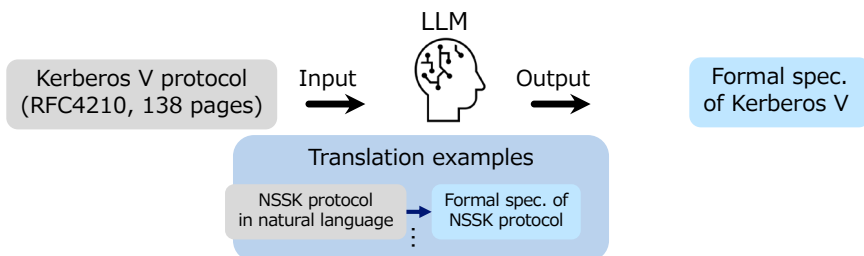 LLM
Kerberos V protocol
(RFC4210, 138 pages)
Input
Output
Formal spec.
of Kerberos V
Translation examples
NSSK protocol
in natural language
Formal spec. of
NSSK protocol
⋮